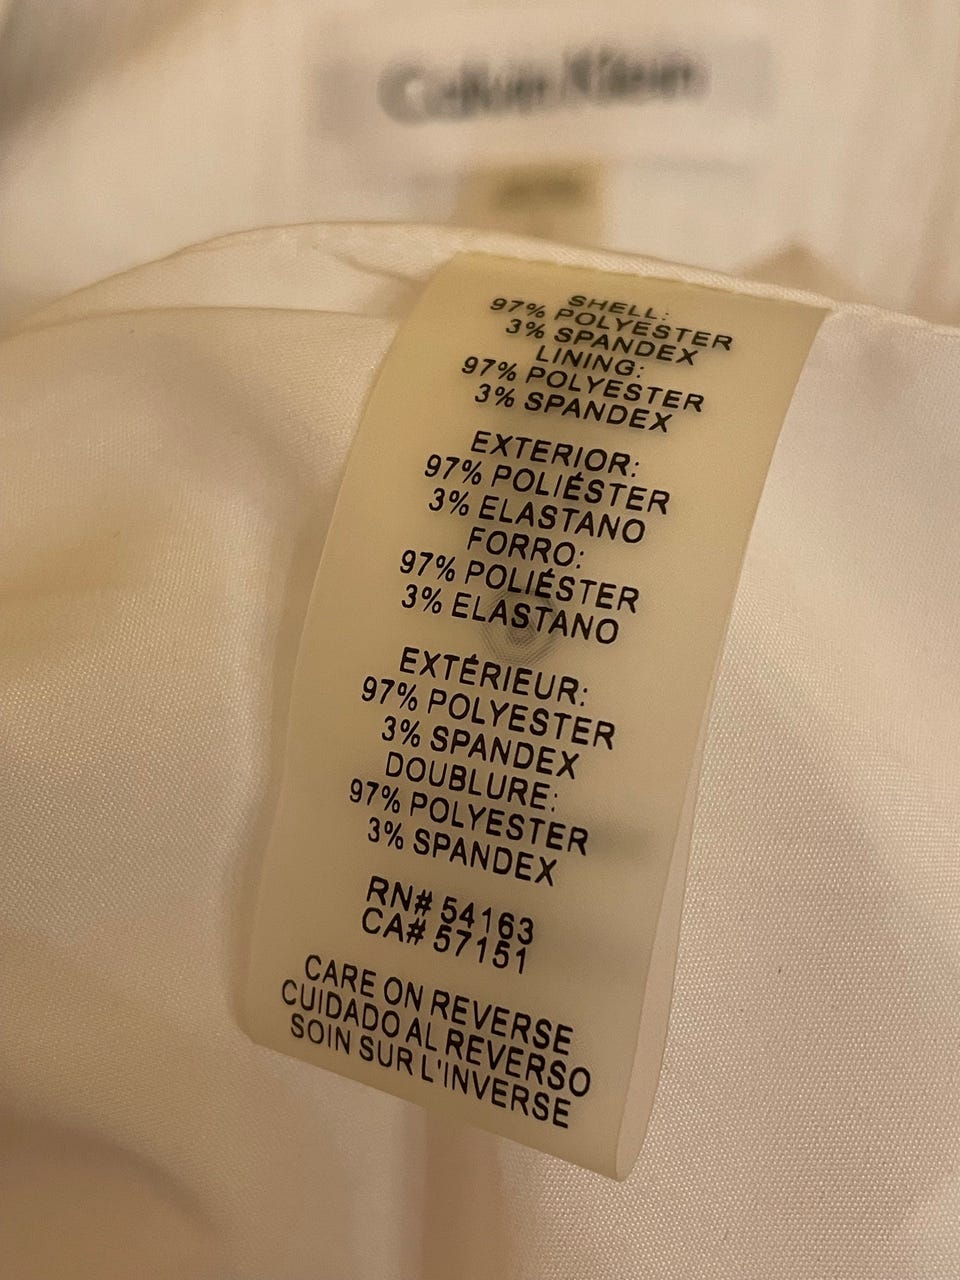 Calvin Klein
SHELL:
97% POLYESTER
3% SPANDEX
LINING:
97% POLYESTER
3% SPANDEX
EXTERIOR:
97% POLIÉSTER
3% ELASTANO
FORRO:
97% POLIÉSTER
3% ELASTANO
EXTÉRIEUR:
97% POLYESTER
3% SPANDEX
DOUBLURE:
97% POLYESTER
3% SPANDEX
RN# 54163
CA# 57151
CARE ON REVERSE
CUIDADO AL REVERSO
SOIN SUR L'INVERSE